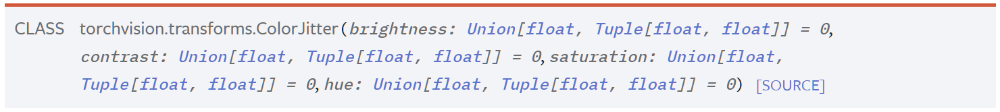 CLASS torchvision.transforms.ColorJitter(brightness: Union[float, Tuple[float, float]] = 0,
contrast: Union[float, Tuple[float, float]] = 0, saturation: Union[float,
Tuple[float, float]] = 0, hue: Union[float, Tuple[float, float]] = 0) [SOURCE]